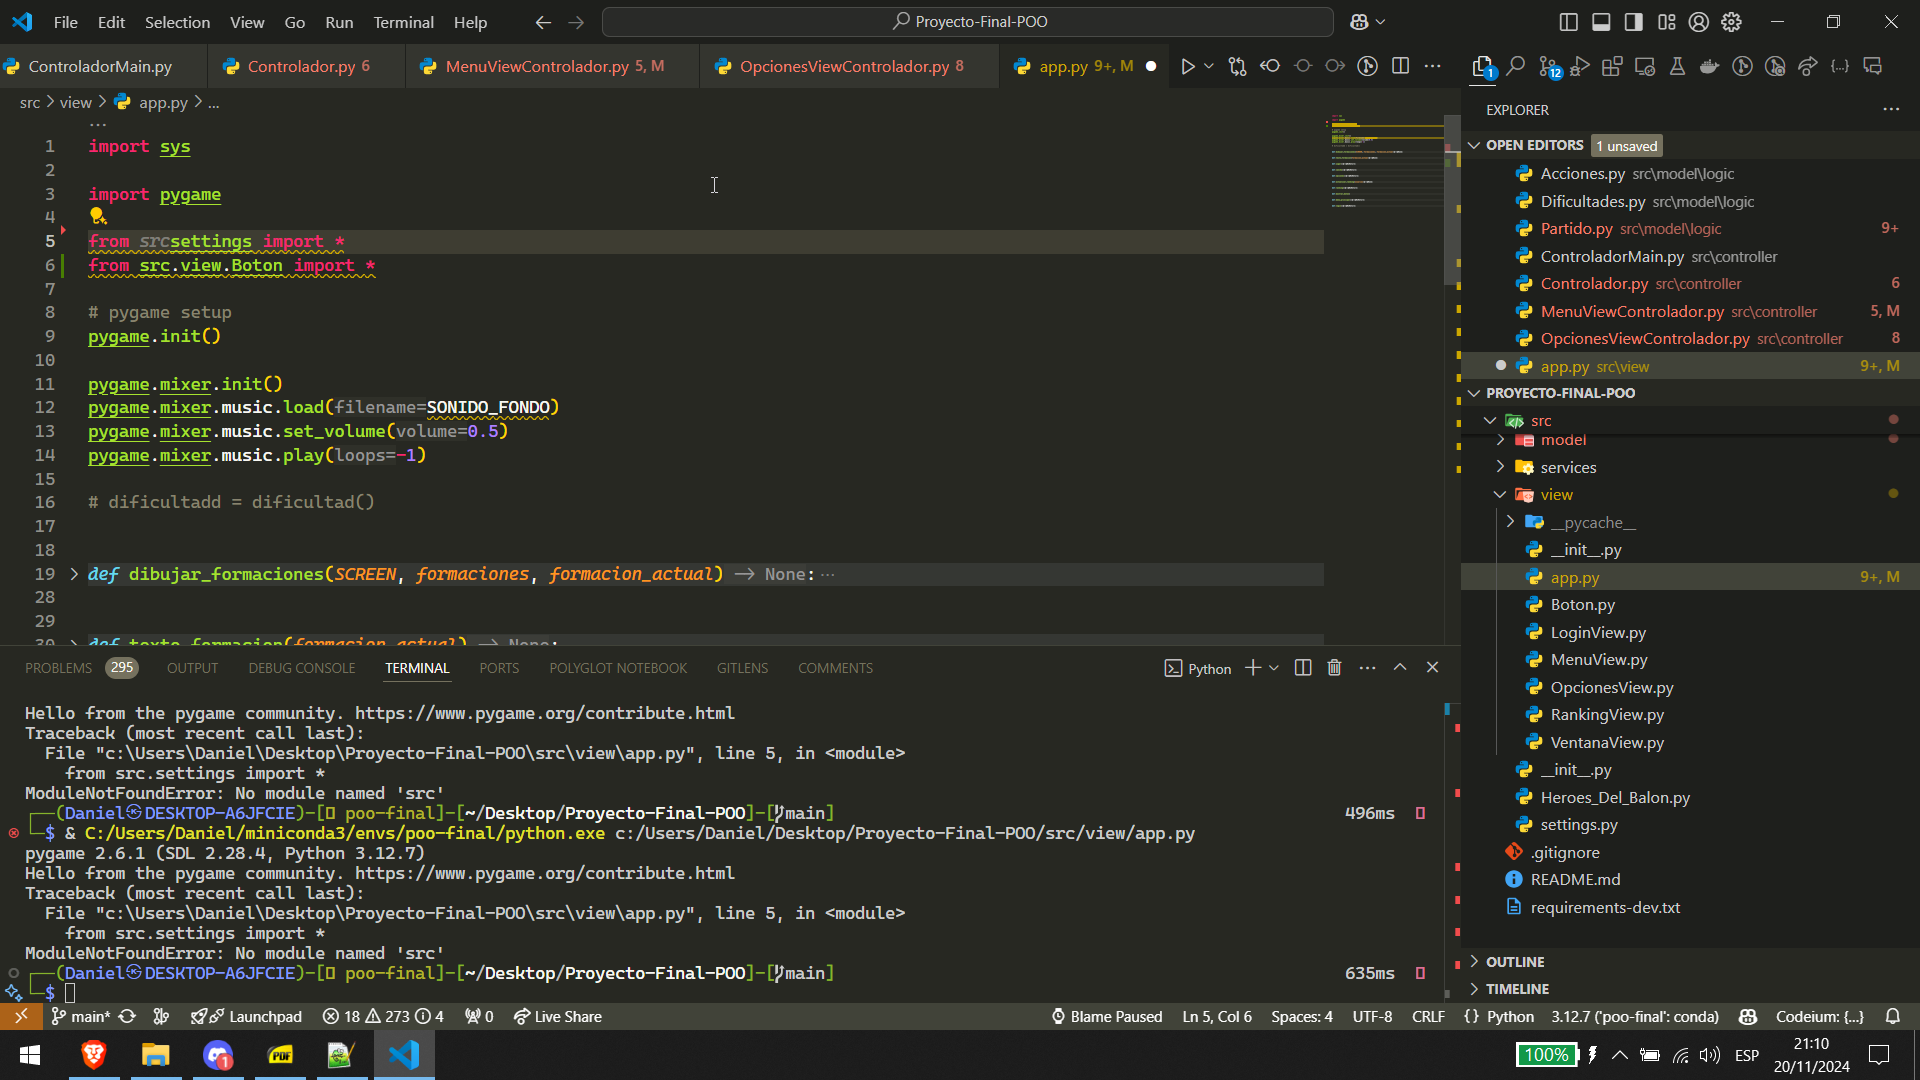 File Edit Selection View Go Run Terminal Help
Proyecto-Final-POO
ControladorMain.py
Controlador.py 6
MenuViewControlador.py 5, M
OpcionesViewControlador.py 8
app.py 9+, M
1
12
src > view > app.py > ...
...
1 import sys
2
3 import pygame
4
5 from srcsettings import *
6 from src.view.Boton import *
7
8 # pygame setup
9 pygame.init()
10
11 pygame.mixer.init()
12 pygame.mixer.music.load(filename=SONIDO_FONDO)
13 pygame.mixer.music.set_volume(volume=0.5)
14 pygame.mixer.music.play(loops=-1)
15
16 # dificultadd = dificultad()
17
18
19 def dibujar_formaciones(SCREEN, formaciones, formacion_actual) -> None:...
28
29
30 def texto_formacion(formacion_actual) -> None:
PROBLEMS 295 OUTPUT DEBUG CONSOLE TERMINAL PORTS POLYGLOT NOTEBOOK GITLENS COMMENTS
Python
Hello from the pygame community. https://www.pygame.org/contribute.html
Traceback (most recent call last):
File "c:\Users\Daniel\Desktop\Proyecto-Final-POO\src\view\app.py", line 5, in <module>
from src.settings import *
ModuleNotFoundError: No module named 'src'
(Daniel㉿DESKTOP-A6JFCIE)-[ poo-final]-[~/Desktop/Proyecto-Final-POO]-[main] 496ms
$ & C:/Users/Daniel/miniconda3/envs/poo-final/python.exe c:/Users/Daniel/Desktop/Proyecto-Final-POO/src/view/app.py
pygame 2.6.1 (SDL 2.28.4, Python 3.12.7)
Hello from the pygame community. https://www.pygame.org/contribute.html
Traceback (most recent call last):
File "c:\Users\Daniel\Desktop\Proyecto-Final-POO\src\view\app.py", line 5, in <module>
from src.settings import *
ModuleNotFoundError: No module named 'src'
(Daniel㉿DESKTOP-A6JFCIE)-[ poo-final]-[~/Desktop/Proyecto-Final-POO]-[main] 635ms
$
EXPLORER
OPEN EDITORS 1 unsaved
Acciones.py src\model\logic
Dificultades.py src\model\logic
Partido.py src\model\logic 9+
ControladorMain.py src\controller
Controlador.py src\controller 6
MenuViewControlador.py src\controller 5, M
OpcionesViewControlador.py src\controller 8
app.py src\view 9+, M
PROYECTO-FINAL-POO
src
model
services
view
__pycache__
__init__.py
app.py 9+, M
Boton.py
LoginView.py
MenuView.py
OpcionesView.py
RankingView.py
VentanaView.py
__init__.py
Heroes_Del_Balon.py
settings.py
.gitignore
README.md
requirements-dev.txt
OUTLINE
TIMELINE
main* Launchpad 18 273 4 0 Live Share
Blame Paused Ln 5, Col 6 Spaces: 4 UTF-8 CRLF {} Python 3.12.7 ('poo-final': conda) Codeium: {...}
PDF
1
100%
ESP
21:10
20/11/2024